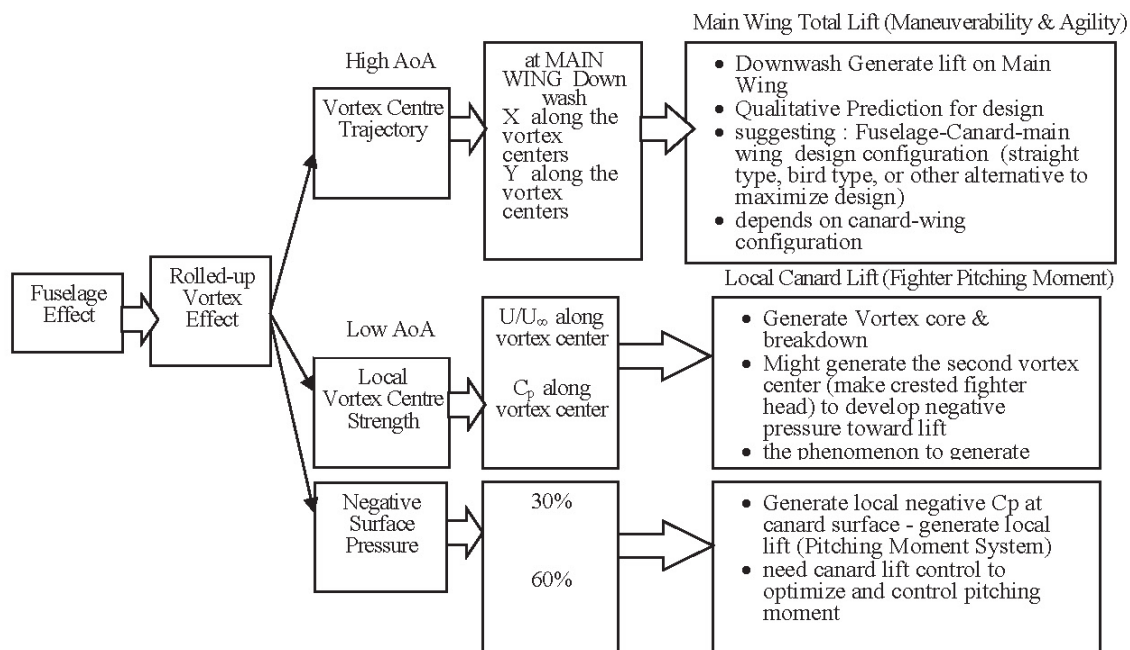 Main Wing Total Lift (Maneuverability & Agility)
High AoA
Vortex Centre
Trajectory
at MAIN
WING Down
wash
X along the
vortex
centers
Y along the
vortex
centers
• Downwash Generate lift on Main
Wing
• Qualitative Prediction for design
• suggesting : Fuselage-Canard-main
wing design configuration (straight
type, bird type, or other alternative to
maximize design)
• depends on canard-wing
configuration
Fuselage
Effect
Rolled-up
Vortex
Effect
Local Canard Lift (Fighter Pitching Moment)
Low AoA
Local
Vortex Centre
Strength
U/U∞ along
vortex center
Cp along
vortex center
• Generate Vortex core &
breakdown
• Might generate the second vortex
center (make crested fighter
head) to develop negative
pressure toward lift
• the phenomenon to generate
Negative
Surface
Pressure
30%
60%
• Generate local negative Cp at
canard surface - generate local
lift (Pitching Moment System)
• need canard lift control to
optimize and control pitching
moment